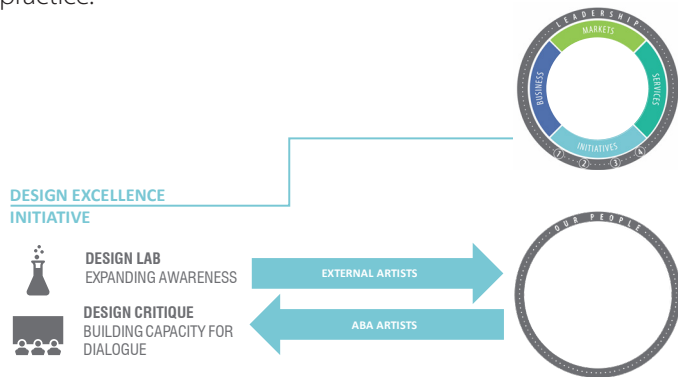 practice.
LEADERSHIP
MARKETS
BUSINESS
SERVICES
INITIATIVES
1 2 3 4
DESIGN EXCELLENCE
INITIATIVE
OUR PEOPLE
DESIGN LAB
EXPANDING AWARENESS
EXTERNAL ARTISTS
DESIGN CRITIQUE
BUILDING CAPACITY FOR
DIALOGUE
ABA ARTISTS